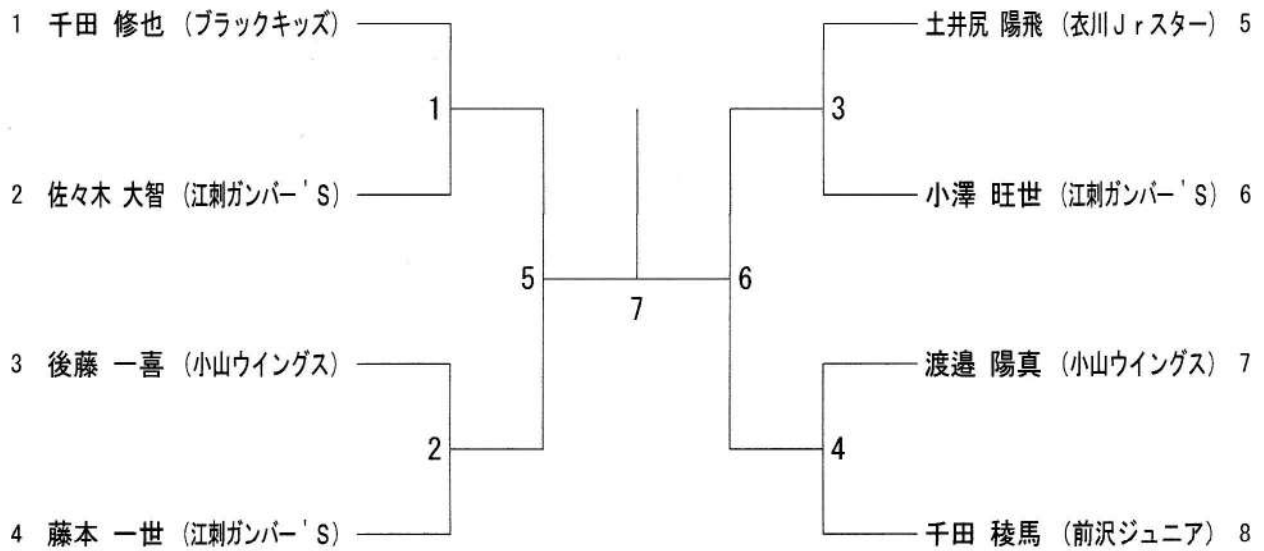 1 千田 修也 (ブラックキッズ)
1
2 佐々木 大智 (江刺ガンバー'S)
5
3 後藤 一喜 (小山ウイングス)
2
4 藤本 一世 (江刺ガンバー'S)
7
土井尻 陽飛 (衣川Jrスター) 5
3
小澤 旺世 (江刺ガンバー'S) 6
6
渡邉 陽真 (小山ウイングス) 7
4
千田 稜馬 (前沢ジュニア) 8